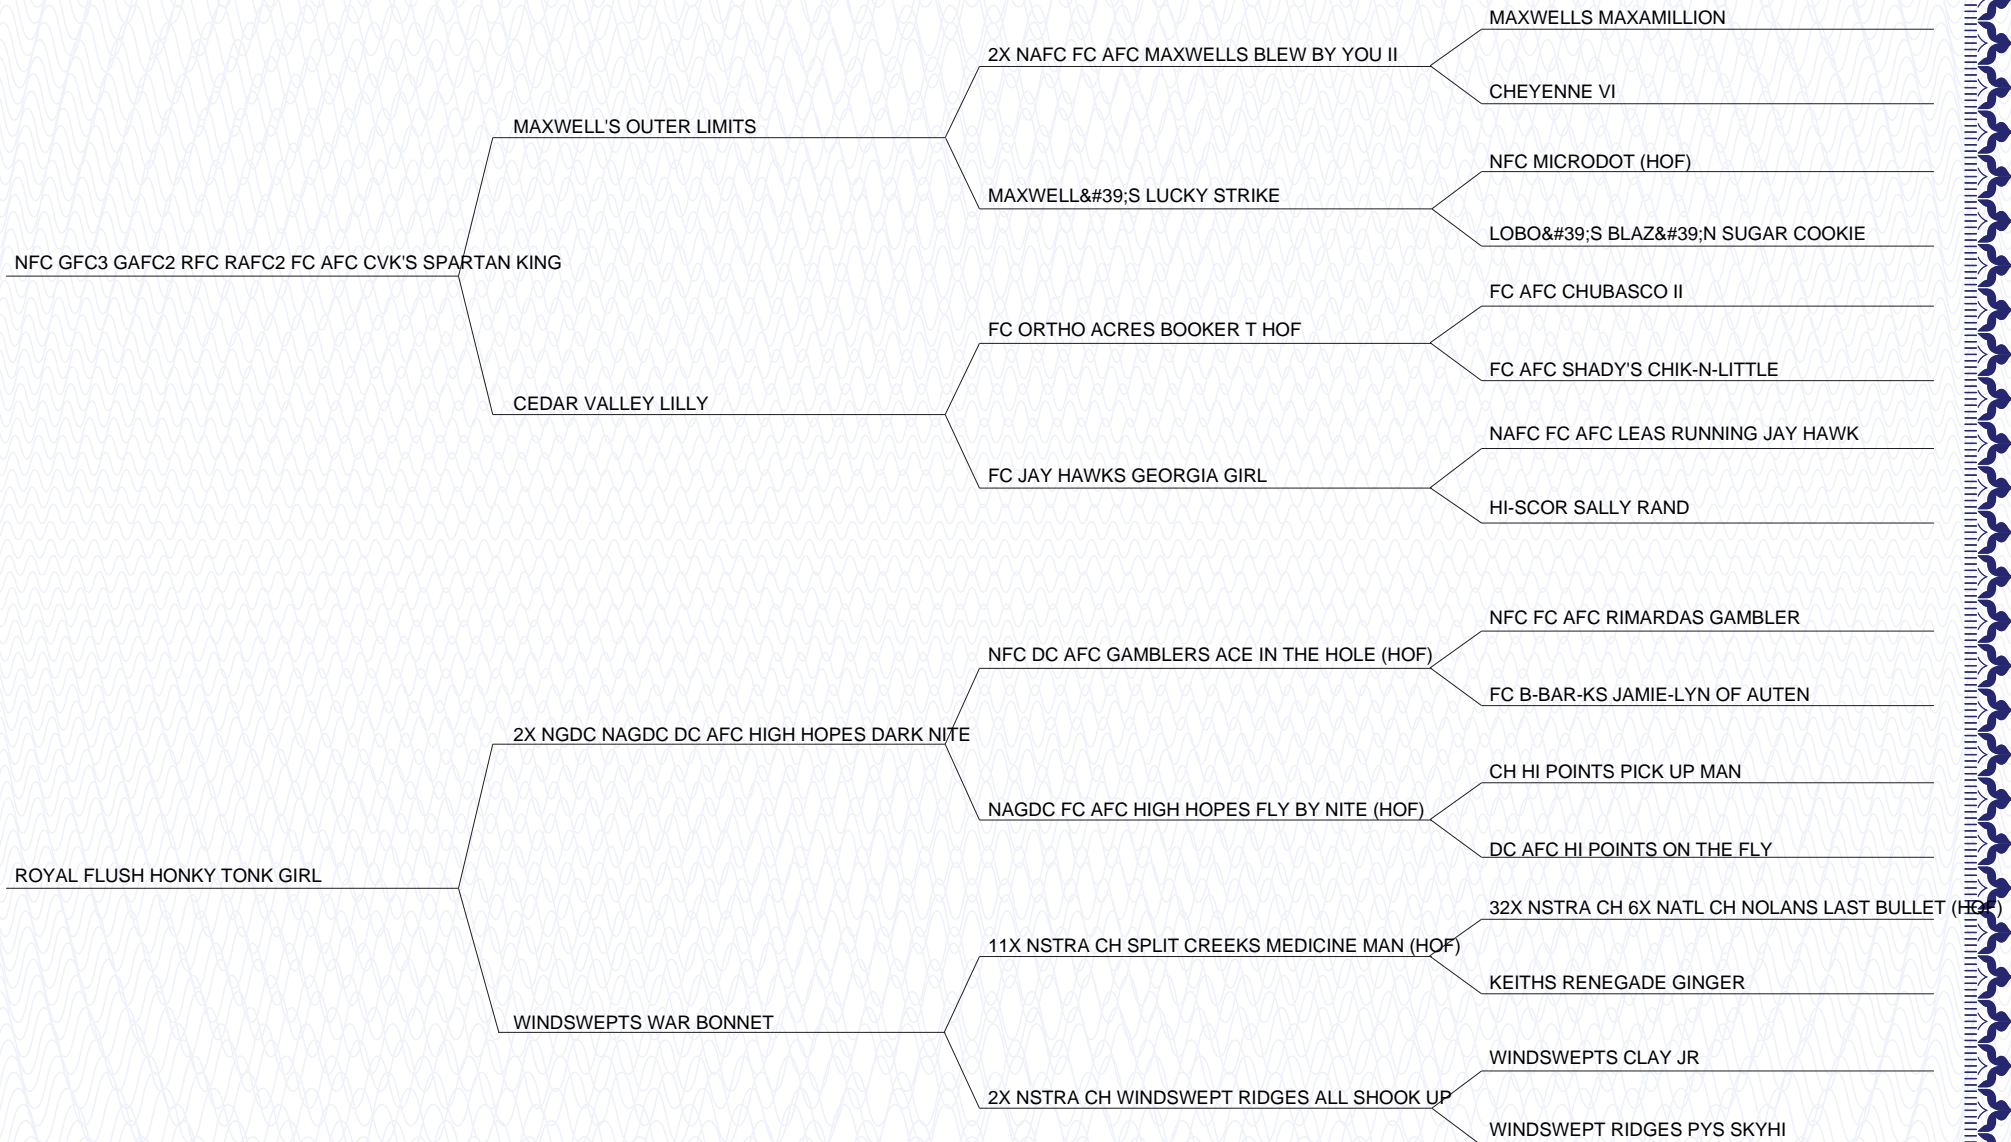 MAXWELLS MAXAMILLION
2X NAFC FC AFC MAXWELLS BLEW BY YOU II
CHEYENNE VI
MAXWELL'S OUTER LIMITS
NFC MICRODOT (HOF)
MAXWELL&#39;S LUCKY STRIKE
LOBO&#39;S BLAZ&#39;N SUGAR COOKIE
NFC GFC3 GAFC2 RFC RAFC2 FC AFC CVK'S SPARTAN KING
FC AFC CHUBASCO II
FC ORTHO ACRES BOOKER T HOF
FC AFC SHADY'S CHIK-N-LITTLE
CEDAR VALLEY LILLY
NAFC FC AFC LEAS RUNNING JAY HAWK
FC JAY HAWKS GEORGIA GIRL
HI-SCOR SALLY RAND
NFC FC AFC RIMARDAS GAMBLER
NFC DC AFC GAMBLERS ACE IN THE HOLE (HOF)
FC B-BAR-KS JAMIE-LYN OF AUTEN
2X NGDC NAGDC DC AFC HIGH HOPES DARK NITE
CH HI POINTS PICK UP MAN
NAGDC FC AFC HIGH HOPES FLY BY NITE (HOF)
DC AFC HI POINTS ON THE FLY
ROYAL FLUSH HONKY TONK GIRL
32X NSTRA CH 6X NATL CH NOLANS LAST BULLET (HOF)
11X NSTRA CH SPLIT CREEKS MEDICINE MAN (HOF)
KEITHS RENEGADE GINGER
WINDSWEPTS WAR BONNET
WINDSWEPTS CLAY JR
2X NSTRA CH WINDSWEPT RIDGES ALL SHOOK UP
WINDSWEPT RIDGES PYS SKYHI